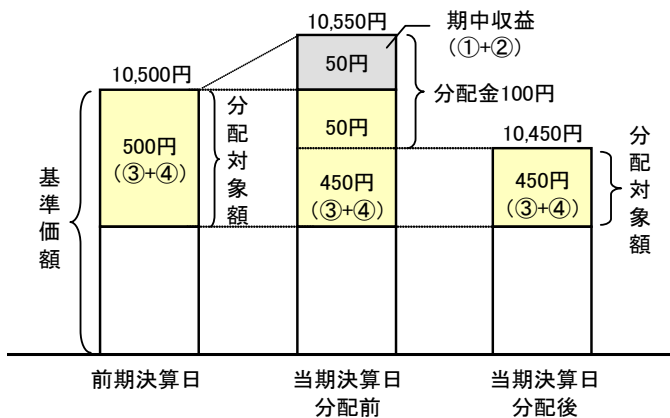 10,550円
期中収益
(①+②)
10,500円
50円
分配金100円
50円
10,450円
500円
(③+④)
分配対象額
450円
(③+④)
450円
(③+④)
分配対象額
基準価額
前期決算日
当期決算日
分配前
当期決算日
分配後